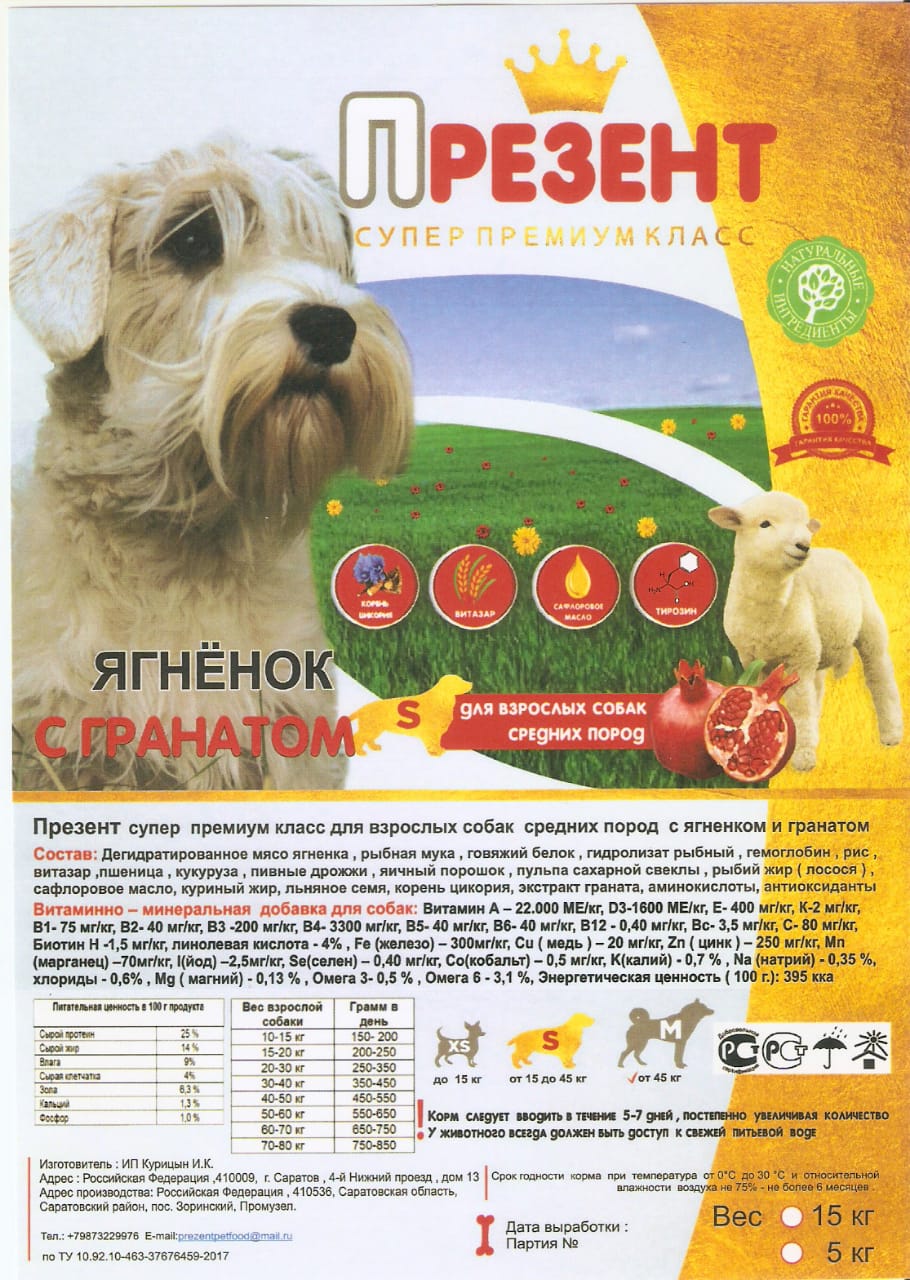 ПРЕЗЕНТ
СУПЕР ПРЕМИУМ КЛАСС
НАТУРАЛЬНЫЕ ИНГРЕДИЕНТЫ
ГАРАНТИЯ КАЧЕСТВА
100%
ГАРАНТИЯ КАЧЕСТВА
КОРЕНЬ ЦИКОРИЯ
ВИТАЗАР
САФЛОРОВОЕ МАСЛО
ТИРОЗИН
ЯГНЁНОК
С ГРАНАТОМ
S
ДЛЯ ВЗРОСЛЫХ СОБАК
СРЕДНИХ ПОРОД
Презент супер премиум класс для взрослых собак средних пород с ягненком и гранатом
Состав: Дегидратированное мясо ягненка , рыбная мука , говяжий белок , гидролизат рыбный , гемоглобин , рис ,
витазар ,пшеница , кукуруза , пивные дрожжи , яичный порошок , пульпа сахарной свеклы , рыбий жир ( лосося ) ,
сафлоровое масло, куриный жир, льняное семя, корень цикория, экстракт граната, аминокислоты, антиоксиданты
Витаминно – минеральная добавка для собак: Витамин А – 22.000 МЕ/кг, D3-1600 МЕ/кг, Е- 400 мг/кг, К-2 мг/кг,
В1- 75 мг/кг, В2- 40 мг/кг, В3 -200 мг/кг, В4- 3300 мг/кг, В5- 40 мг/кг, В6- 40 мг/кг, В12 - 0,40 мг/кг, Вс- 3,5 мг/кг, С- 80 мг/кг,
Биотин Н -1,5 мг/кг, линолевая кислота - 4% , Fe (железо) – 300мг/кг, Cu ( медь ) – 20 мг/кг, Zn ( цинк ) – 250 мг/кг, Mn
(марганец) –70мг/кг, I(йод) –2,5мг/кг, Se(селен) – 0,40 мг/кг, Со(кобальт) – 0,5 мг/кг, K(калий) - 0,7 % , Na (натрий) - 0,35 %,
хлориды - 0,6% , Mg ( магний) - 0,13 % , Омега 3- 0,5 % , Омега 6 - 3,1 %, Энергетическая ценность ( 100 г.): 395 кка
Питательная ценность в 100 г продукта
Сырой протеин 25 %
Сырой жир 14 %
Влага 9%
Сырая клетчатка 4%
Зола 6,3 %
Кальций 1,3 %
Фосфор 1,0 %
Вес взрослой собаки Грамм в день
10-15 кг 150- 200
15-20 кг 200-250
20-30 кг 250-350
30-40 кг 350-450
40-50 кг 450-550
50-60 кг 550-650
60-70 кг 650-750
70-80 кг 750-850
XS
до 15 кг
S
от 15 до 45 кг
M
от 45 кг
Добровольная сертификация
РСТ
РСТ
! Корм следует вводить в течение 5-7 дней , постепенно увеличивая количество
У животного всегда должен быть доступ к свежей питьевой воде
Изготовитель : ИП Курицын И.К.
Адрес : Российская Федерация ,410009, г. Саратов , 4-й Нижний проезд , дом 13
Адрес производства: Российская Федерация , 410536, Саратовская область,
Саратовский район, пос. Зоринский, Промузел.
Тел.: +79873229976 E-mail:prezentpetfood@mail.ru
по ТУ 10.92.10-463-37676459-2017
Срок годности корма при температуре от 0°С до 30 °С и относительной
влажности воздуха не 75% - не более 6 месяцев .
Дата выработки :
Партия №
Вес 15 кг
5 кг